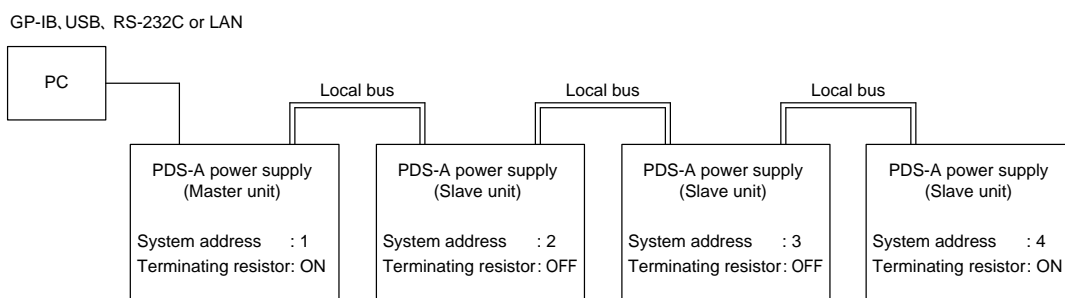 GP-IB、USB、 RS-232C or LAN
PC
Local bus
Local bus
Local bus
PDS-A power supply
(Master unit)
System address : 1
Terminating resistor: ON
PDS-A power supply
(Slave unit)
System address : 2
Terminating resistor: OFF
PDS-A power supply
(Slave unit)
System address : 3
Terminating resistor: OFF
PDS-A power supply
(Slave unit)
System address : 4
Terminating resistor: ON